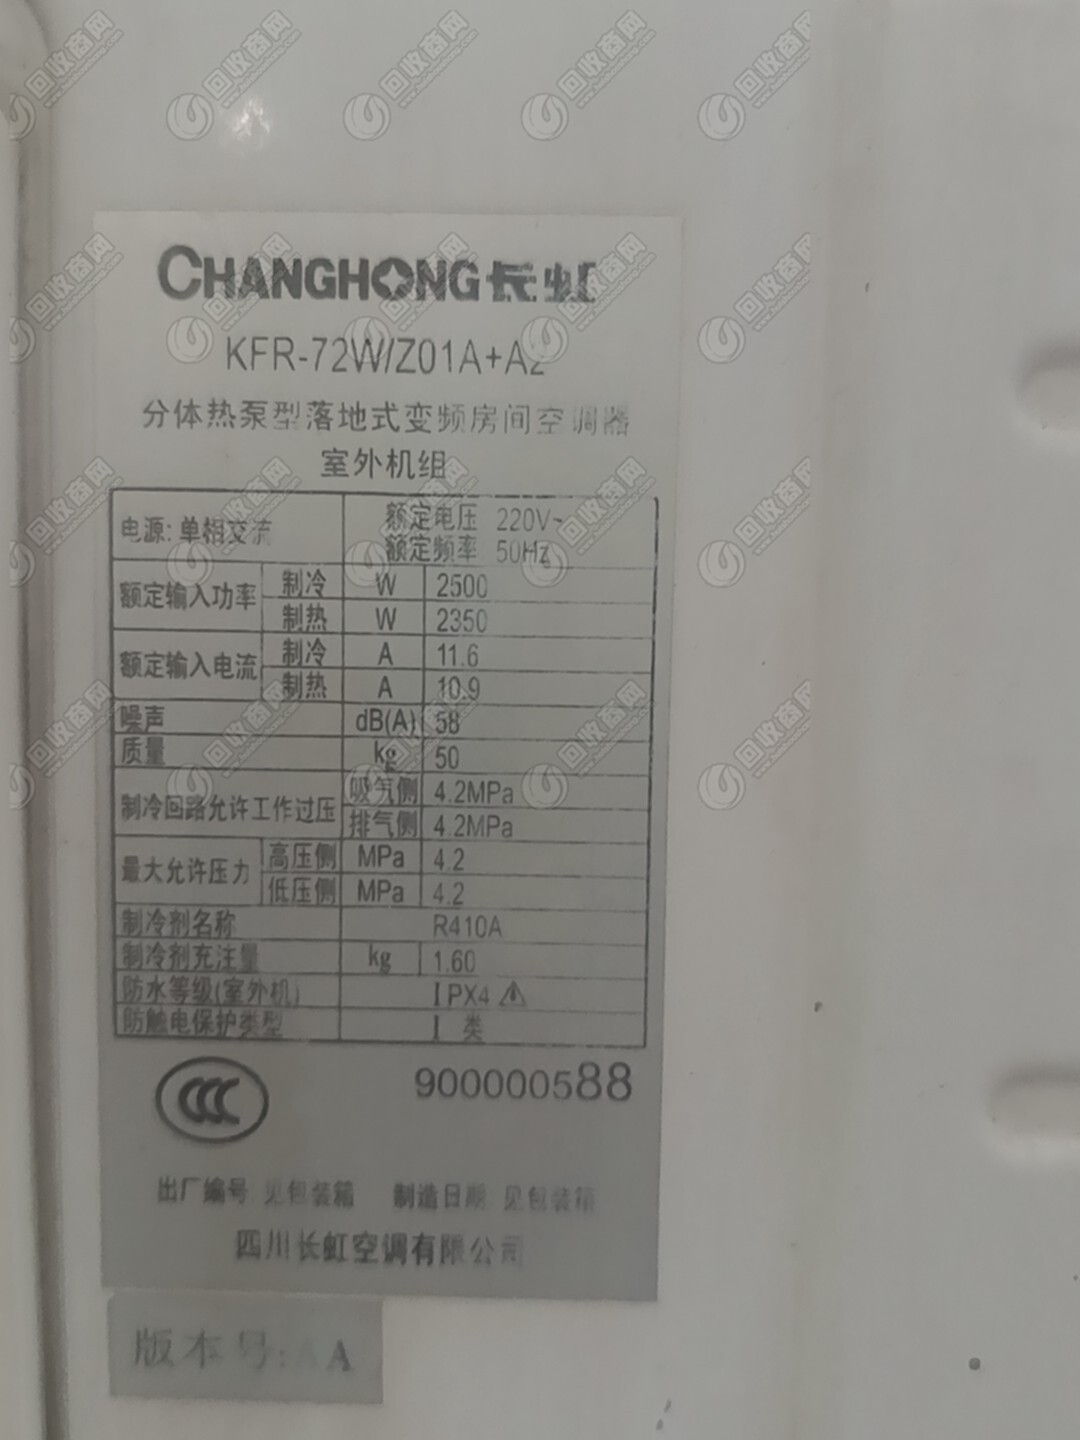 CHANGHONG 长虹
KFR-72W/Z01A+A2
分体热泵型落地式变频房间空调器
室外机组
电源: 单相交流 额定电压 220V~
额定频率 50Hz
额定输入功率 制冷 W 2500
制热 W 2350
额定输入电流 制冷 A 11.6
制热 A 10.9
噪声 dB(A) 58
质量 kg 50
制冷回路允许工作过压 吸气侧 4.2MPa
排气侧 4.2MPa
最大允许压力 高压侧 MPa 4.2
低压侧 MPa 4.2
制冷剂名称 R410A
制冷剂充注量 kg 1.60
防水等级(室外机) IPX4
防触电保护类型 I 类
CCC
900000588
出厂编号 见包装箱 制造日期 见包装箱
四川长虹空调有限公司
版本号: A
回收商网